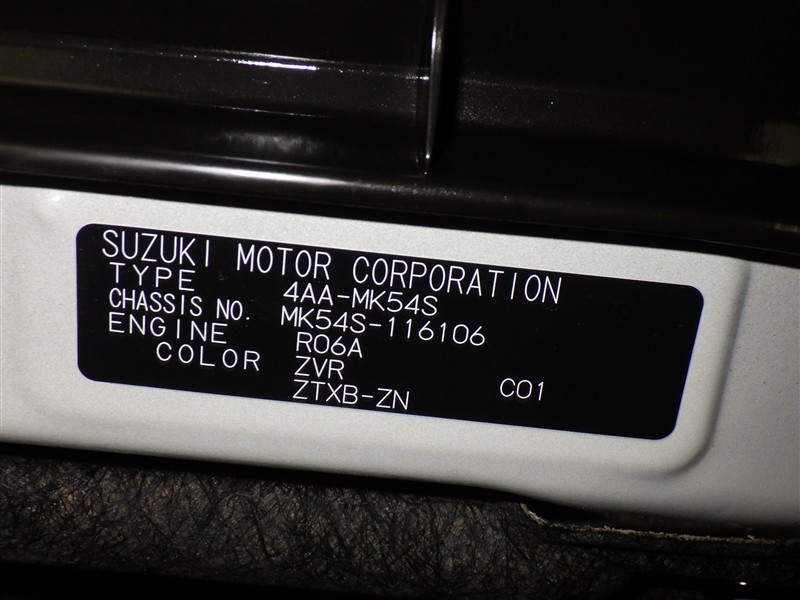 SUZUKI MOTOR CORPORATION
TYPE 4AA-MK54S
CHASSIS NO. MK54S-116106
ENGINE R06A
COLOR ZVR C01
ZTXB-ZN